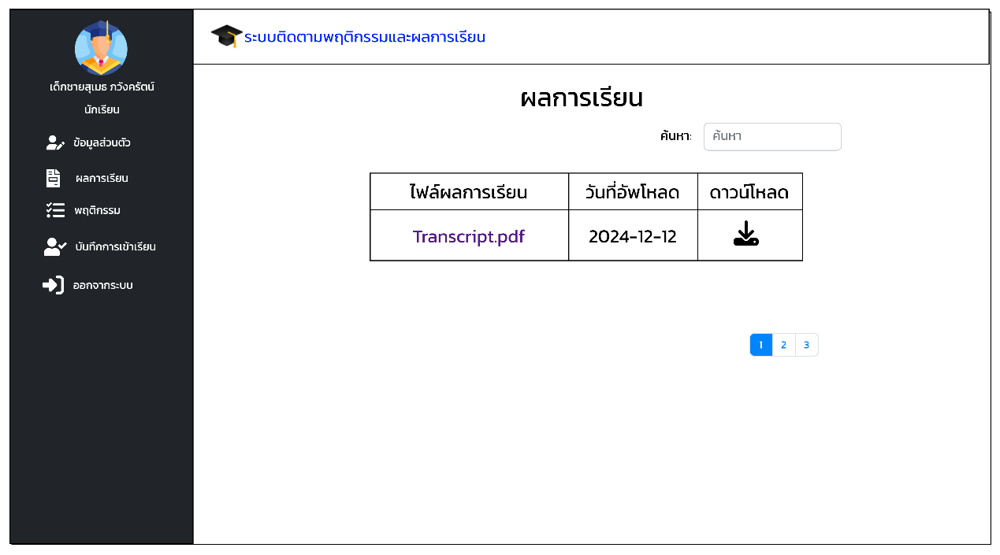 ระบบติดตามพฤติกรรมและผลการเรียน
เด็กชายสุเมธ ภวังครัตน์
นักเรียน
ข้อมูลส่วนตัว
ผลการเรียน
พฤติกรรม
บันทึกการเข้าเรียน
ออกจากระบบ
ผลการเรียน
ค้นหา: ค้นหา
ไฟล์ผลการเรียน วันที่อัพโหลด ดาวน์โหลด
Transcript.pdf 2024-12-12
1 2 3